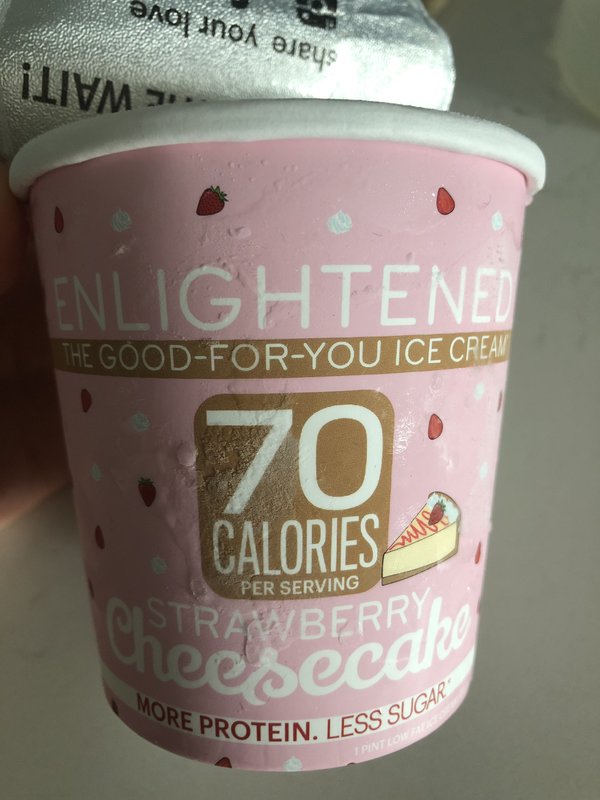 share your love
WAIT!
ENLIGHTENED
THE GOOD-FOR-YOU ICE CREAM
70
CALORIES
PER SERVING
STRAWBERRY
Cheesecake
MORE PROTEIN. LESS SUGAR.*
1 PINT LOW FAT ICE